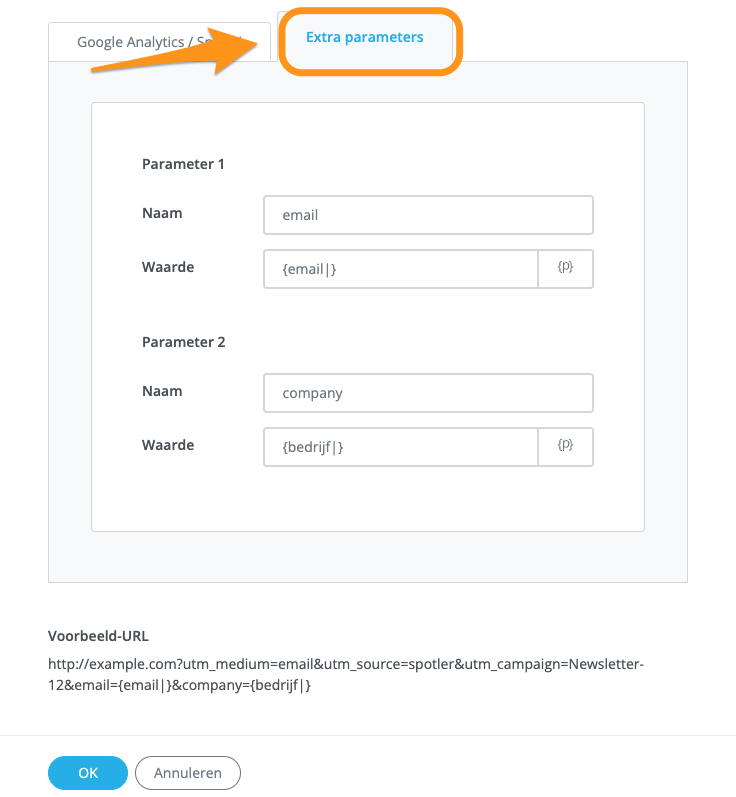 Google Analytics /
Extra parameters
Parameter 1
Naam
email
Waarde
{email|}
{p}
Parameter 2
Naam
company
Waarde
{bedrijf|}
{p}
Voorbeeld-URL
http://example.com?utm_medium=email&utm_source=spotler&utm_campaign=Newsletter-
12&email={email|}&company={bedrijf|}
OK
Annuleren